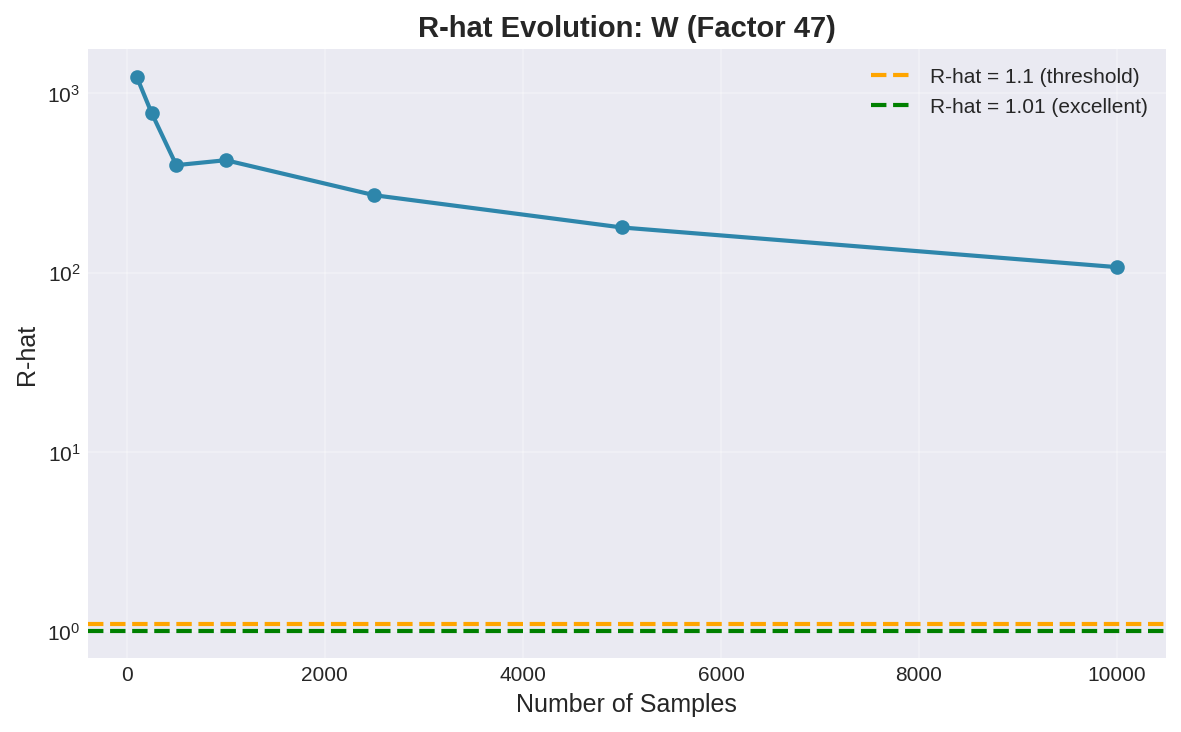 R-hat Evolution: W (Factor 47)
R-hat = 1.1 (threshold)
R-hat = 1.01 (excellent)
10³
10²
10¹
10⁰
R-hat
0 2000 4000 6000 8000 10000
Number of Samples